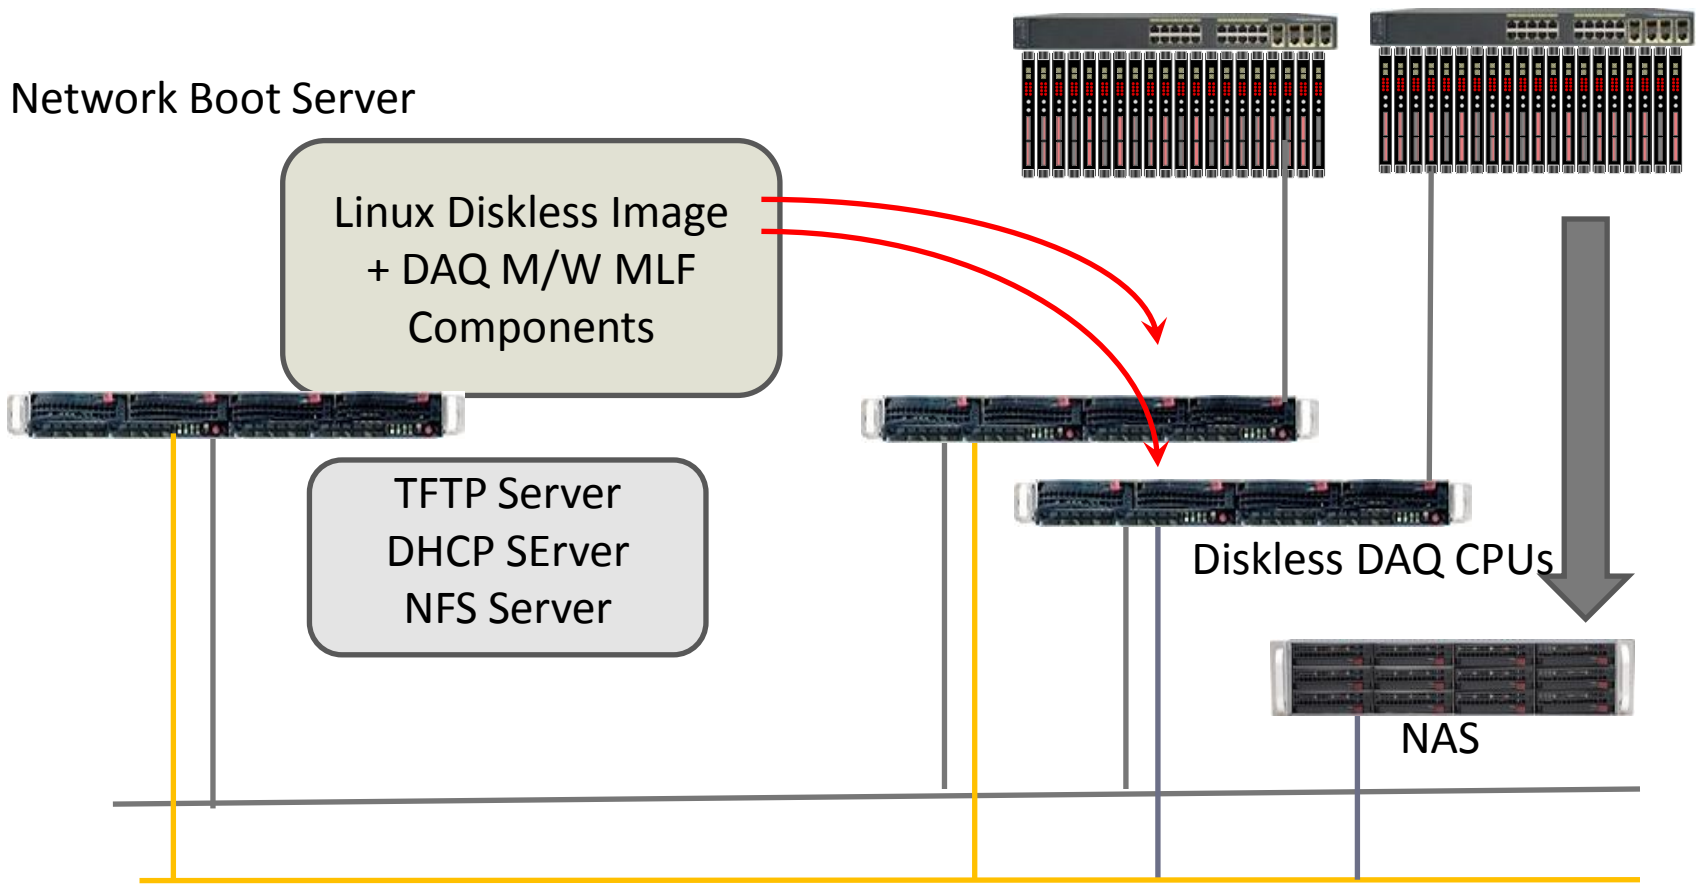 Network Boot Server
Linux Diskless Image
+ DAQ M/W MLF
Components
TFTP Server
DHCP SErver
NFS Server
Diskless DAQ CPUs
NAS